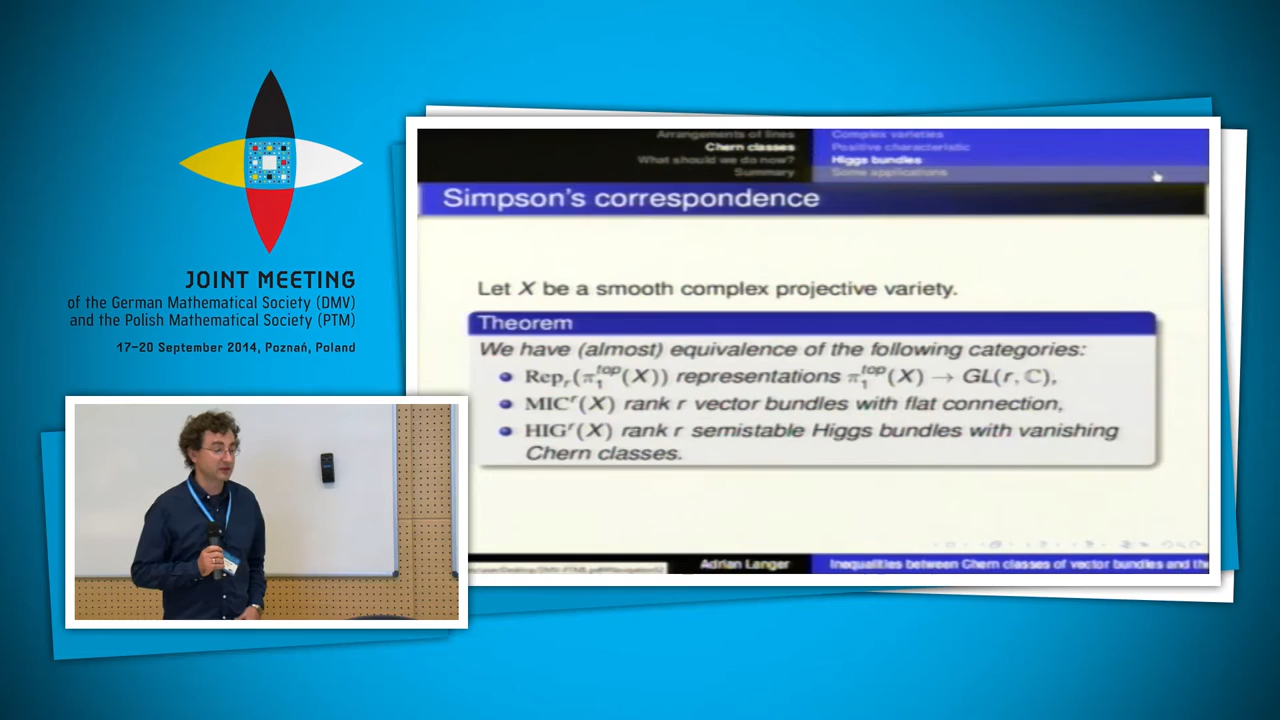 JOINT MEETING
of the German Mathematical Society (DMV)
and the Polish Mathematical Society (PTM)
17–20 September 2014, Poznań, Poland
Arrangements of lines
Chern classes
What should we do now?
Summary
Complex varieties
Positive characteristic
Higgs bundles
Some applications
Simpson's correspondence
Let X be a smooth complex projective variety.
Theorem
We have (almost) equivalence of the following categories:
• Rep_r(π_1^top(X)) representations π_1^top(X) → GL(r, ℂ),
• MIC^r(X) rank r vector bundles with flat connection,
• HIG^r(X) rank r semistable Higgs bundles with vanishing
Chern classes.
Adrian Langer
Inequalities between Chern classes of vector bundles and